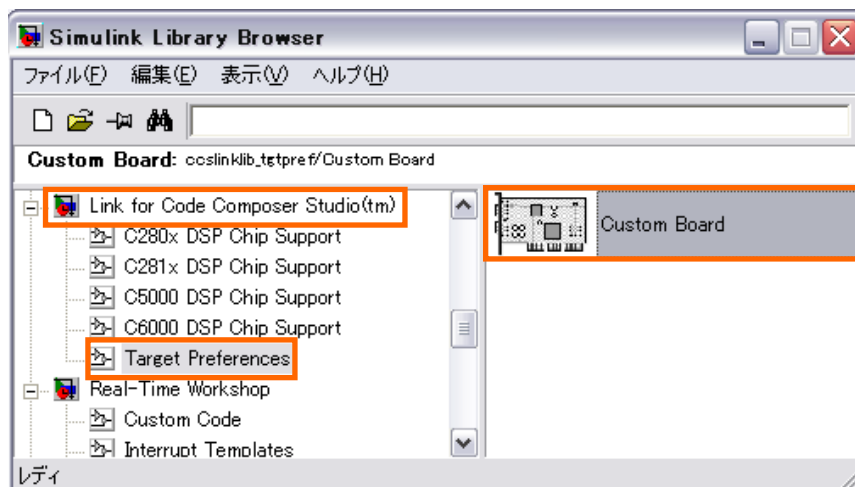 Simulink Library Browser
ファイル(F) 編集(E) 表示(V) ヘルプ(H)
Custom Board: ccslinklib_tgtpref/Custom Board
Link for Code Composer Studio(tm)
C280x DSP Chip Support
C281x DSP Chip Support
C5000 DSP Chip Support
C6000 DSP Chip Support
Target Preferences
Real-Time Workshop
Custom Code
Interrupt Templates
Custom Board
レディ